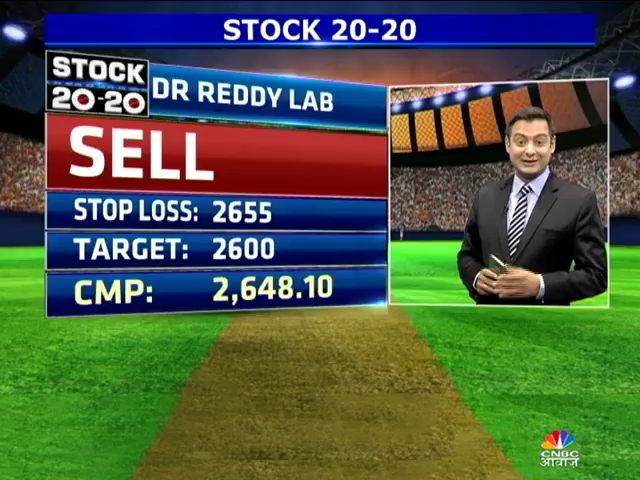 STOCK 20-20
STOCK
20-20
DR REDDY LAB
SELL
STOP LOSS: 2655
TARGET: 2600
CMP: 2,648.10
CNBC
आवाज़